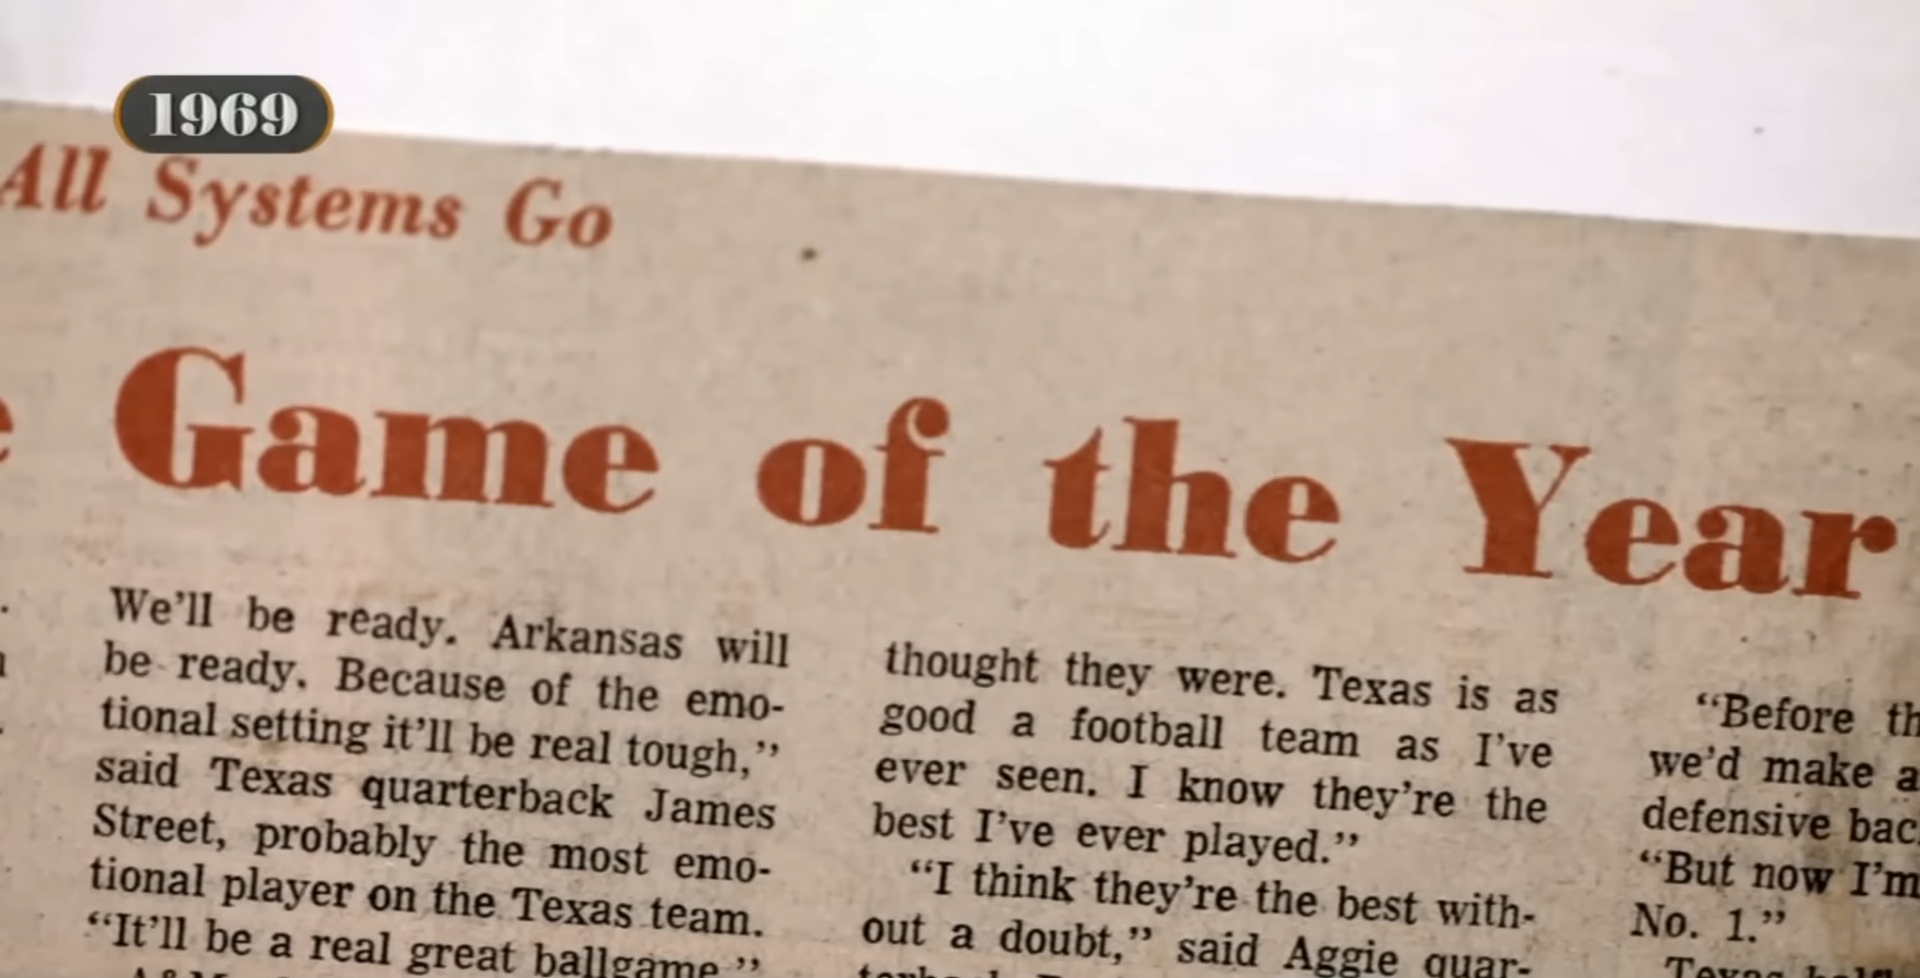 1969
All Systems Go
Game of the Year
We'll be ready. Arkansas will
be ready. Because of the emo-
tional setting it'll be real tough,"
said Texas quarterback James
Street, probably the most emo-
tional player on the Texas team.
"It'll be a real great ballgame."
thought they were. Texas is as
good a football team as I've
ever seen. I know they're the
best I've ever played."
"I think they're the best with-
out a doubt," said Aggie quar-
"Before
we'd make a
defensive
"But now I'm
No. 1."
Texas